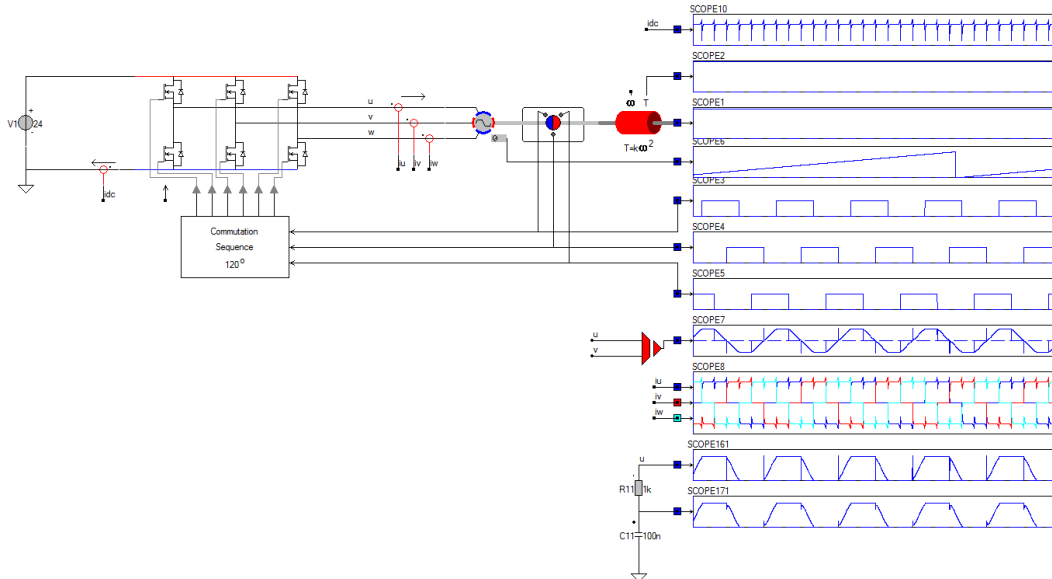 SCOPE10
idc
SCOPE2
ω
T
SCOPE1
V1
24
+
-
u
v
w
iu
iv
iw
T=k·ω²
SCOPE6
idc
SCOPE3
Commutation
Sequence
120°
SCOPE4
SCOPE5
SCOPE7
u
v
SCOPE8
iu
iv
iw
SCOPE161
u
R11
1k
SCOPE171
C11
100n